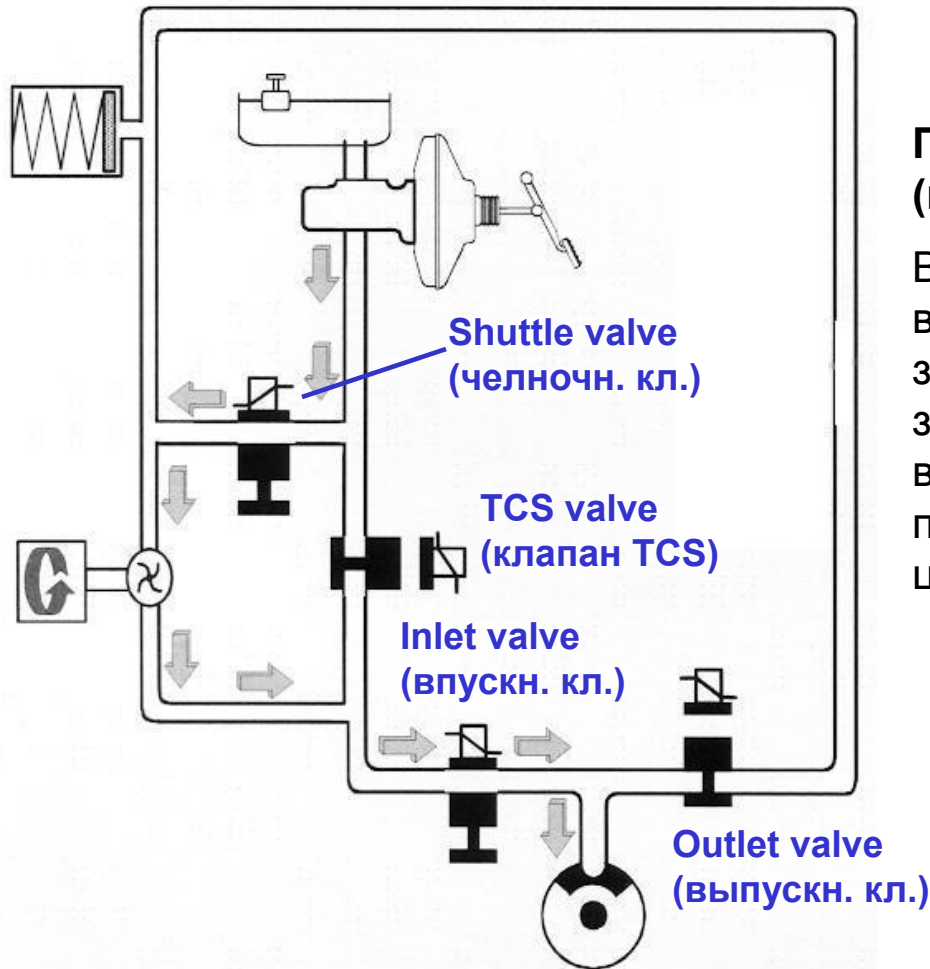 Shuttle valve
(челночн. кл.)
TCS valve
(клапан TCS)
Inlet valve
(впускн. кл.)
Outlet valve
(выпускн. кл.)